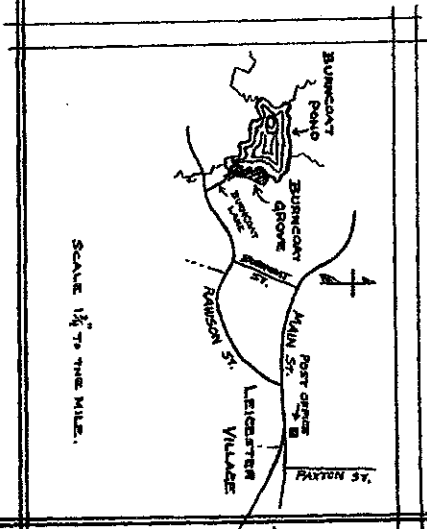 BURNCOAT
POND
BURNCOAT
GROVE
BURNCOAT
LANE
BURNCOAT
ST.
MAIN
ST.
RAWSON ST.
POST OFFICE
LEICESTER
VILLAGE
PAXTON ST.
SCALE 1¾" TO THE MILE.